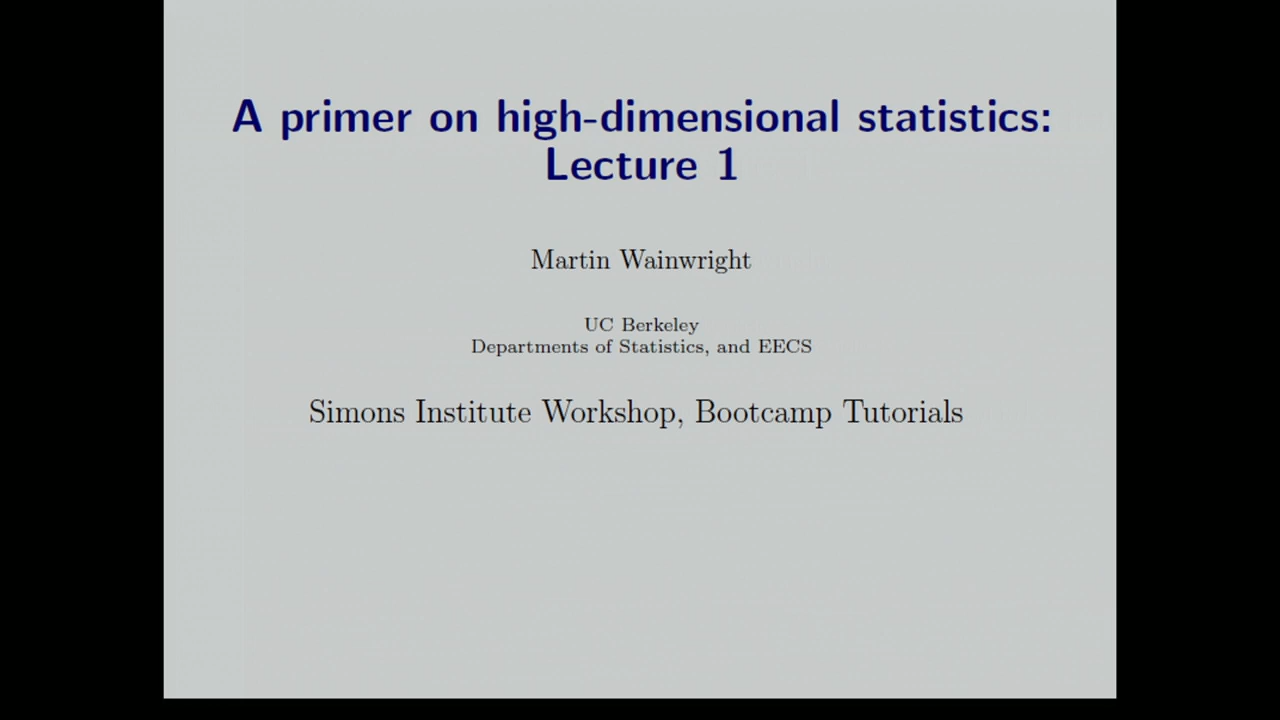 A primer on high-dimensional statistics:
Lecture 1
Martin Wainwright
UC Berkeley
Departments of Statistics, and EECS
Simons Institute Workshop, Bootcamp Tutorials